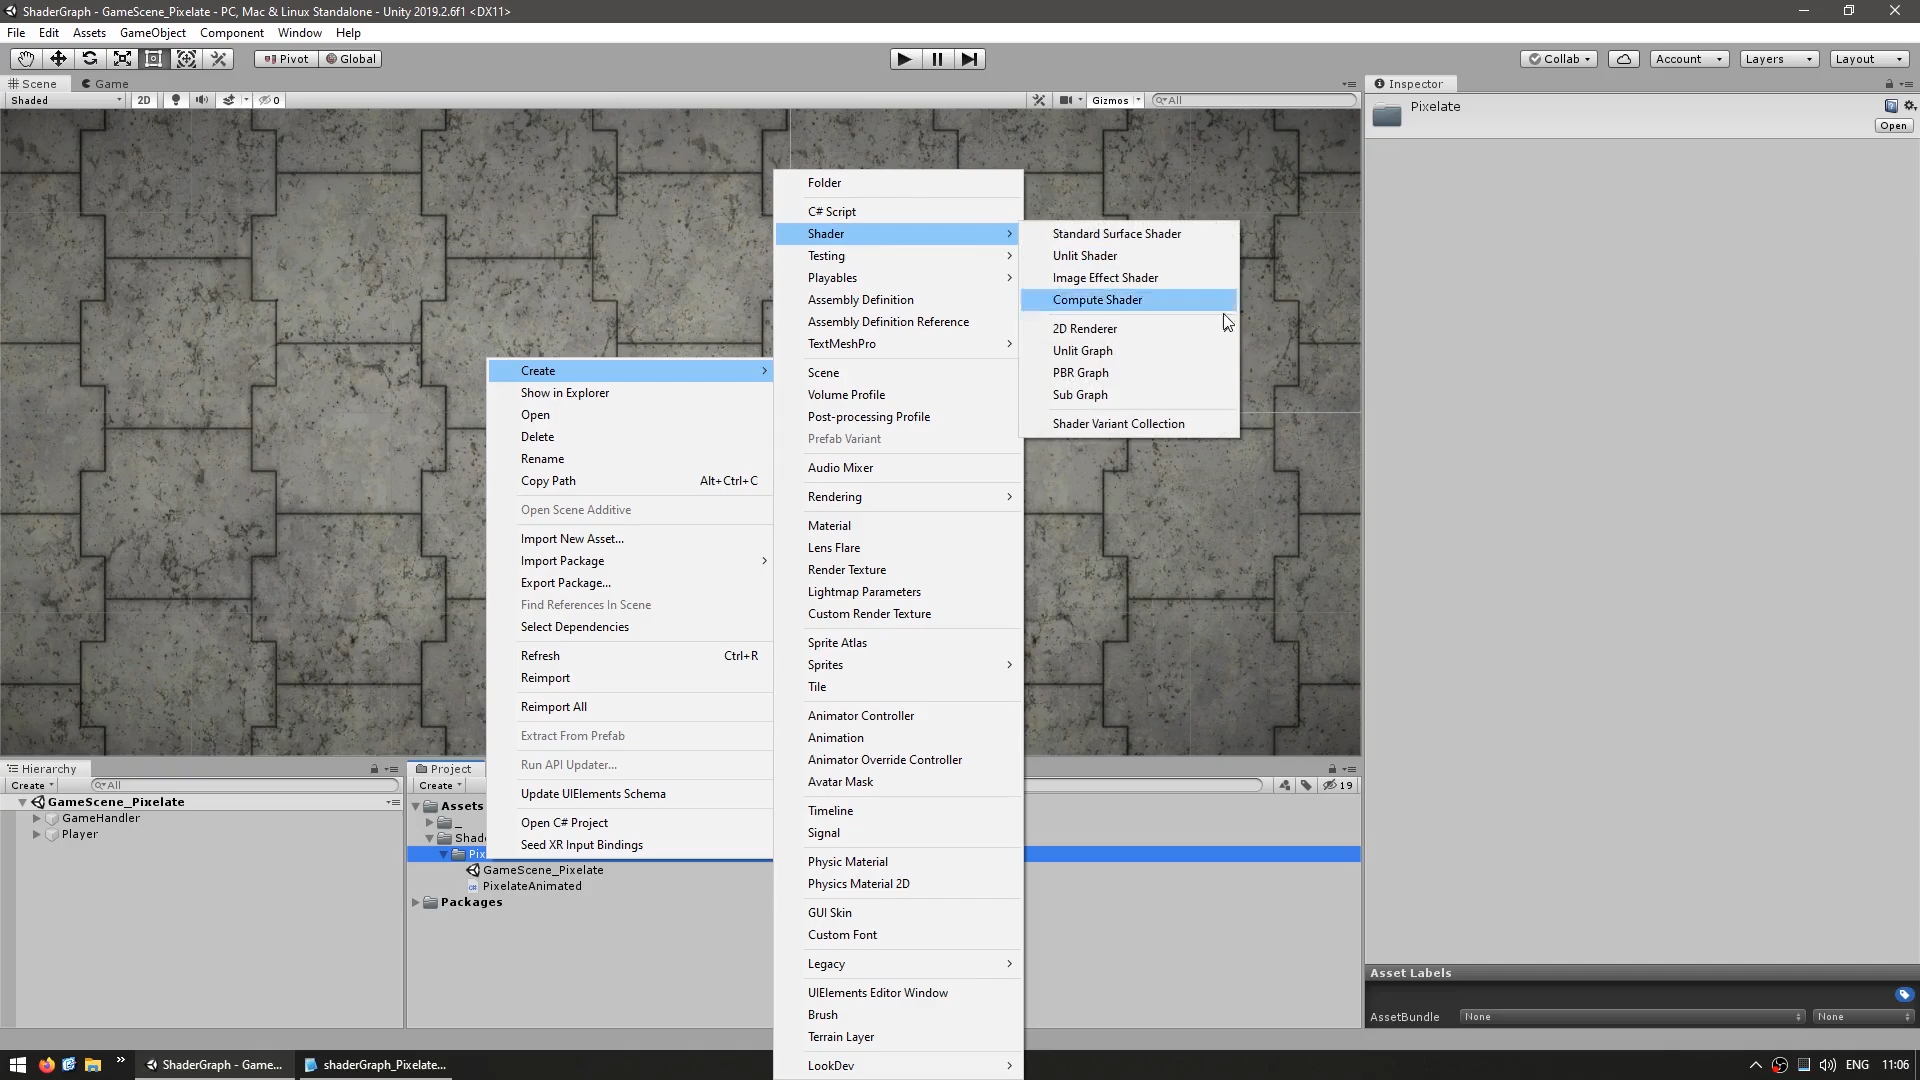 ShaderGraph - GameScene_Pixelate - PC, Mac & Linux Standalone - Unity 2019.2.6f1 <DX11>
File Edit Assets GameObject Component Window Help
Pivot Global Collab Account Layers Layout
Scene Game
Shaded 2D 0 Gizmos All
Inspector
Pixelate
Open
Folder
C# Script
Shader
Testing
Playables
Assembly Definition
Assembly Definition Reference
TextMeshPro
Scene
Volume Profile
Post-processing Profile
Prefab Variant
Audio Mixer
Rendering
Material
Lens Flare
Render Texture
Lightmap Parameters
Custom Render Texture
Sprite Atlas
Sprites
Tile
Animator Controller
Animation
Animator Override Controller
Avatar Mask
Timeline
Signal
Physic Material
Physics Material 2D
GUI Skin
Custom Font
Legacy
UIElements Editor Window
Brush
Terrain Layer
LookDev
Standard Surface Shader
Unlit Shader
Image Effect Shader
Compute Shader
2D Renderer
Unlit Graph
PBR Graph
Sub Graph
Shader Variant Collection
Create
Show in Explorer
Open
Delete
Rename
Copy Path Alt+Ctrl+C
Open Scene Additive
Import New Asset...
Import Package
Export Package...
Find References In Scene
Select Dependencies
Refresh Ctrl+R
Reimport
Reimport All
Extract From Prefab
Run API Updater...
Update UIElements Schema
Open C# Project
Seed XR Input Bindings
Hierarchy
Create All
GameScene_Pixelate
GameHandler
Player
Project
Create
19
Assets
_
Shade
Pix
GameScene_Pixelate
PixelateAnimated
Packages
Asset Labels
AssetBundle None None
ShaderGraph - Game... shaderGraph_Pixelate... ENG 11:06